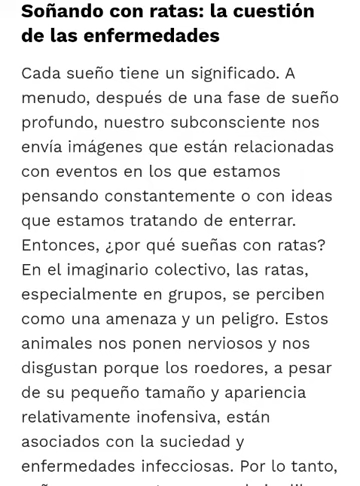 Soñando con ratas: la cuestión
de las enfermedades
Cada sueño tiene un significado. A
menudo, después de una fase de sueño
profundo, nuestro subconsciente nos
envía imágenes que están relacionadas
con eventos en los que estamos
pensando constantemente o con ideas
que estamos tratando de enterrar.
Entonces, ¿por qué sueñas con ratas?
En el imaginario colectivo, las ratas,
especialmente en grupos, se perciben
como una amenaza y un peligro. Estos
animales nos ponen nerviosos y nos
disgustan porque los roedores, a pesar
de su pequeño tamaño y apariencia
relativamente inofensiva, están
asociados con la suciedad y
enfermedades infecciosas. Por lo tanto,